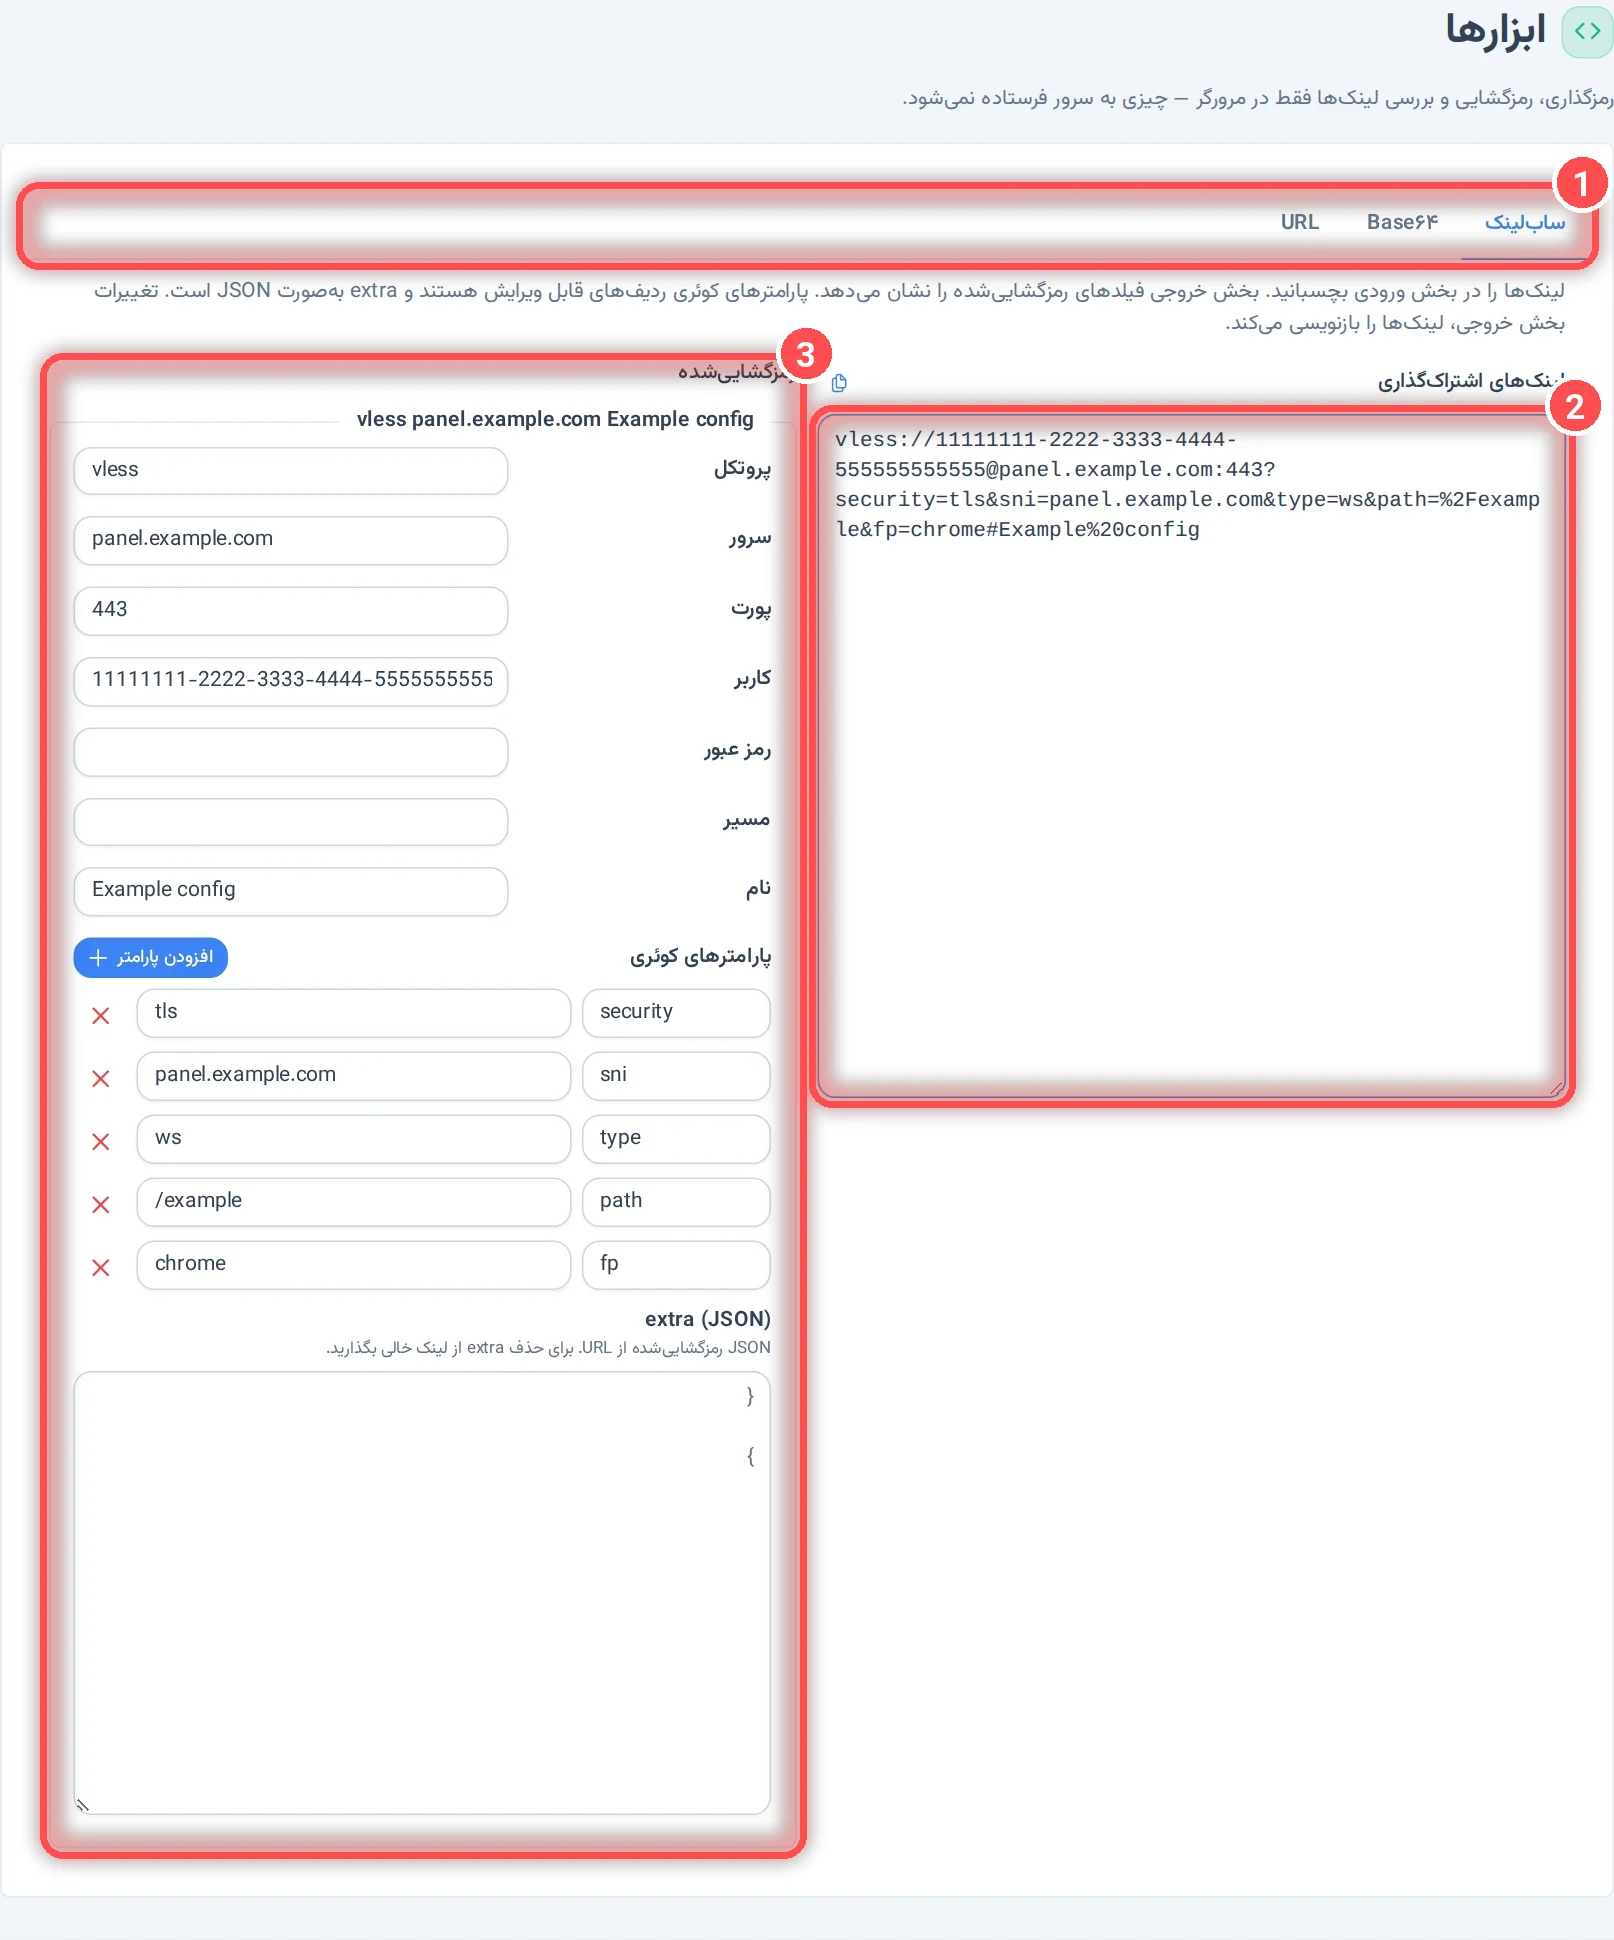 ابزارها
رمزگذاری، رمزگشایی و بررسی لینک‌ها فقط در مرورگر — چیزی به سرور فرستاده نمی‌شود.
1
ساب‌لینک Base۶۴ URL
لینک‌ها را در بخش ورودی بچسبانید. بخش خروجی فیلدهای رمزگشایی‌شده را نشان می‌دهد. پارامترهای کوئری ردیف‌های قابل ویرایش هستند و extra به‌صورت JSON است. تغییرات
بخش خروجی، لینک‌ها را بازنویسی می‌کند.
لینک‌های اشتراک‌گذاری
2
vless://11111111-2222-3333-4444-
555555555555@panel.example.com:443?
security=tls&sni=panel.example.com&type=ws&path=%2Fexamp
le&fp=chrome#Example%20config
3
رمزگشایی‌شده
vless panel.example.com Example config
پروتکل vless
سرور panel.example.com
پورت 443
کاربر 11111111-2222-3333-4444-5555555555
رمز عبور
مسیر
نام Example config
پارامترهای کوئری افزودن پارامتر
security tls
sni panel.example.com
type ws
path /example
fp chrome
extra (JSON)
JSON رمزگشایی‌شده از URL. برای حذف extra از لینک خالی بگذارید.
{
}